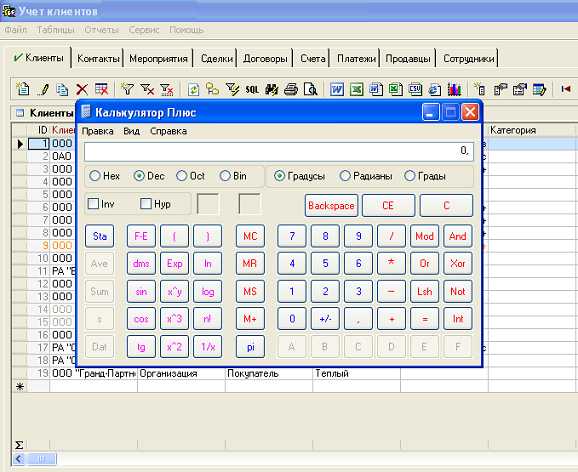 Учет клиентов
Файл Таблицы Отчеты Сервис Помощь
Клиенты Контакты Мероприятия Сделки Договоры Счета Платежи Продавцы Сотрудники
SQL
Клиенты
Калькулятор Плюс
ID Категория
Правка Вид Справка
0,
Hex Dec Oct Bin Градусы Радианы Грады
Inv Hyp Backspace CE C
Sta F-E ( ) MC 7 8 9 / Mod And
Ave dms Exp ln MR 4 5 6 * Or Xor
Sum sin x^y log MS 1 2 3 − Lsh Not
s cos x^3 n! M+ 0 +/- , + = Int
Dat tg x^2 1/x pi A B C D E F
1 ООО
2 ОАО
3 ООО
4 ООО
5 ООО
6 ООО
7 ООО
8 ООО
9 ООО
10 ООО
11 РА
12 ООО
13 ООО
14 ООО
15 ООО
16 ООО
17 РА
18 РА
19 ООО "Гранд-Партн Организация Покупатель Теплый
Σ